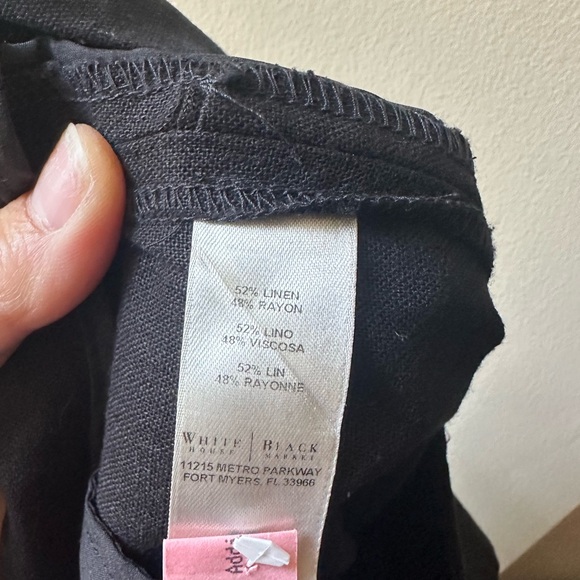 52% LINEN
48% RAYON
52% LINO
48% VISCOSA
52% LIN
48% RAYONNE
WHITE | BLACK
HOUSE | MARKET
11215 METRO PARKWAY
FORT MYERS, FL 33966
Addi